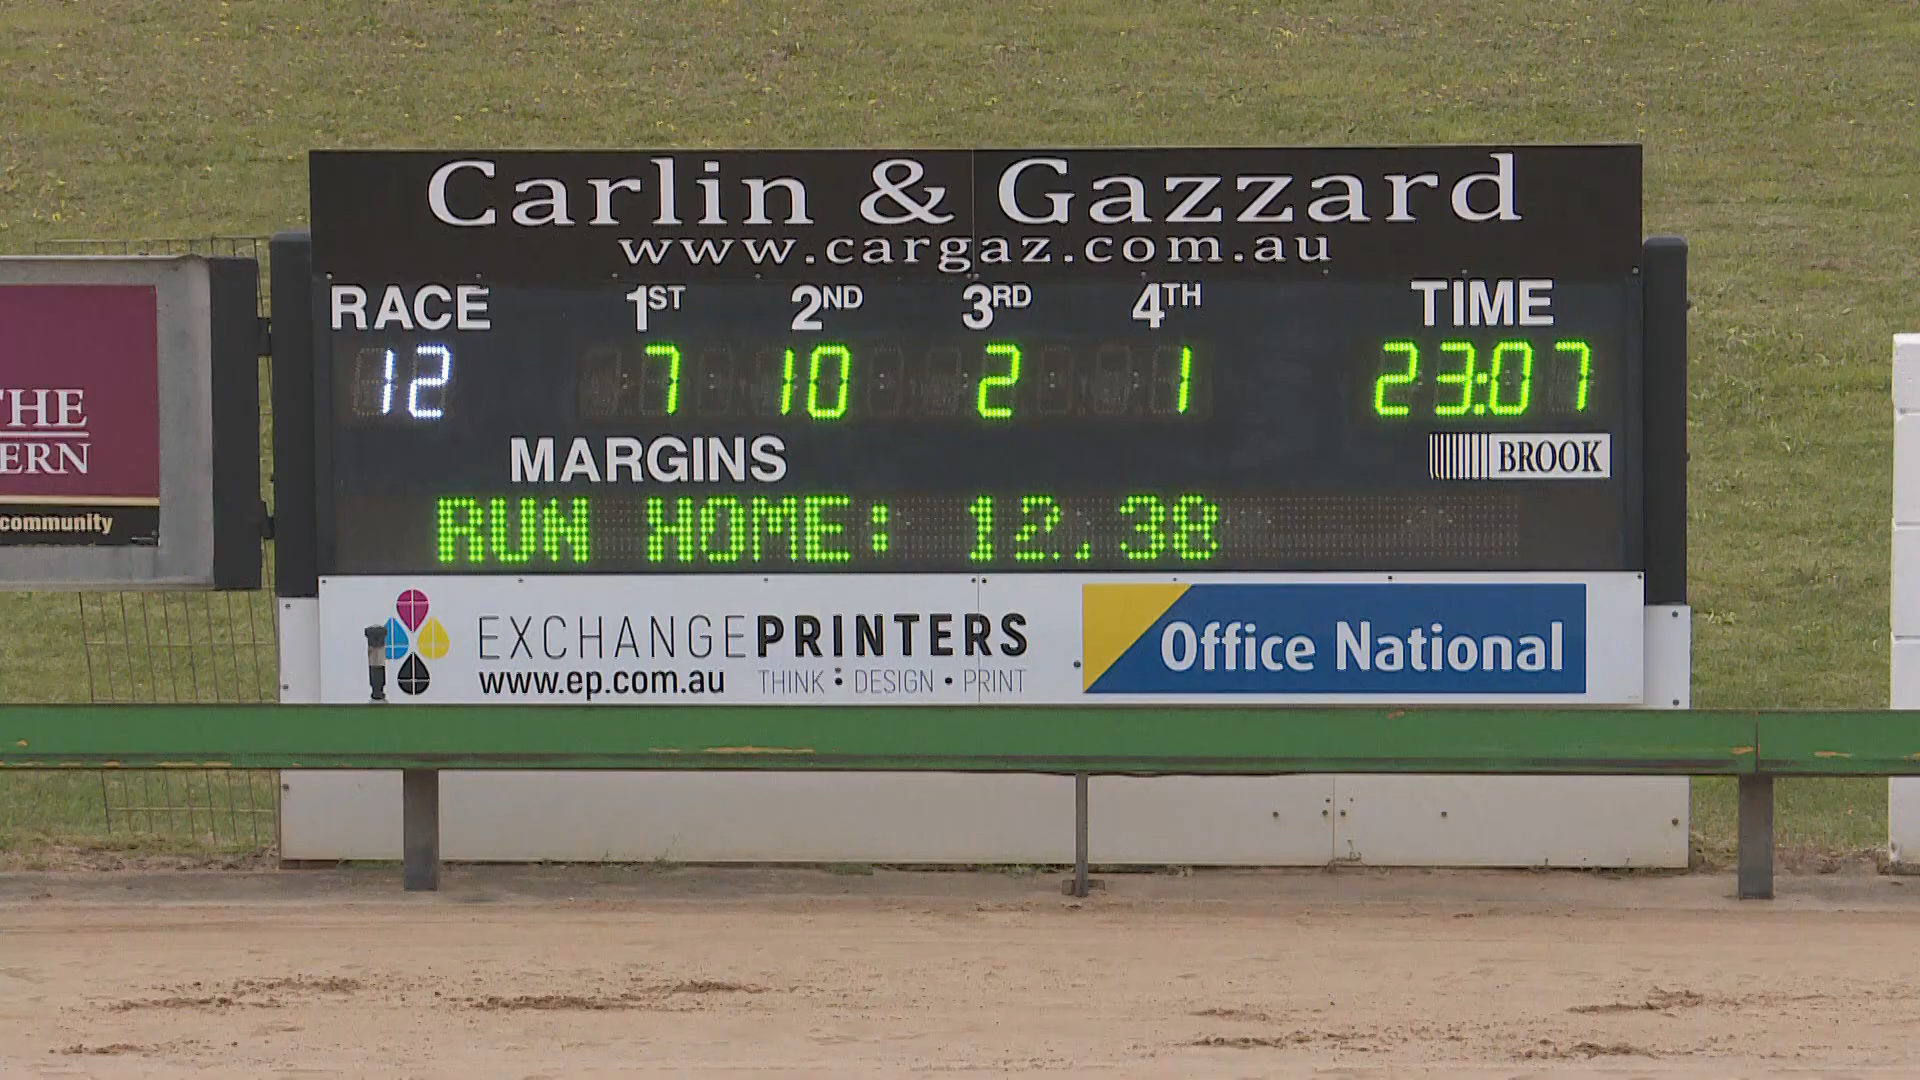 Carlin & Gazzard
www.cargaz.com.au
RACE 1ST 2ND 3RD 4TH TIME
12 7 10 2 1 23:07
MARGINS
BROOK
RUN HOME: 12.38
THE
ERN
community
EXCHANGEPRINTERS
www.ep.com.au THINK • DESIGN • PRINT
Office National